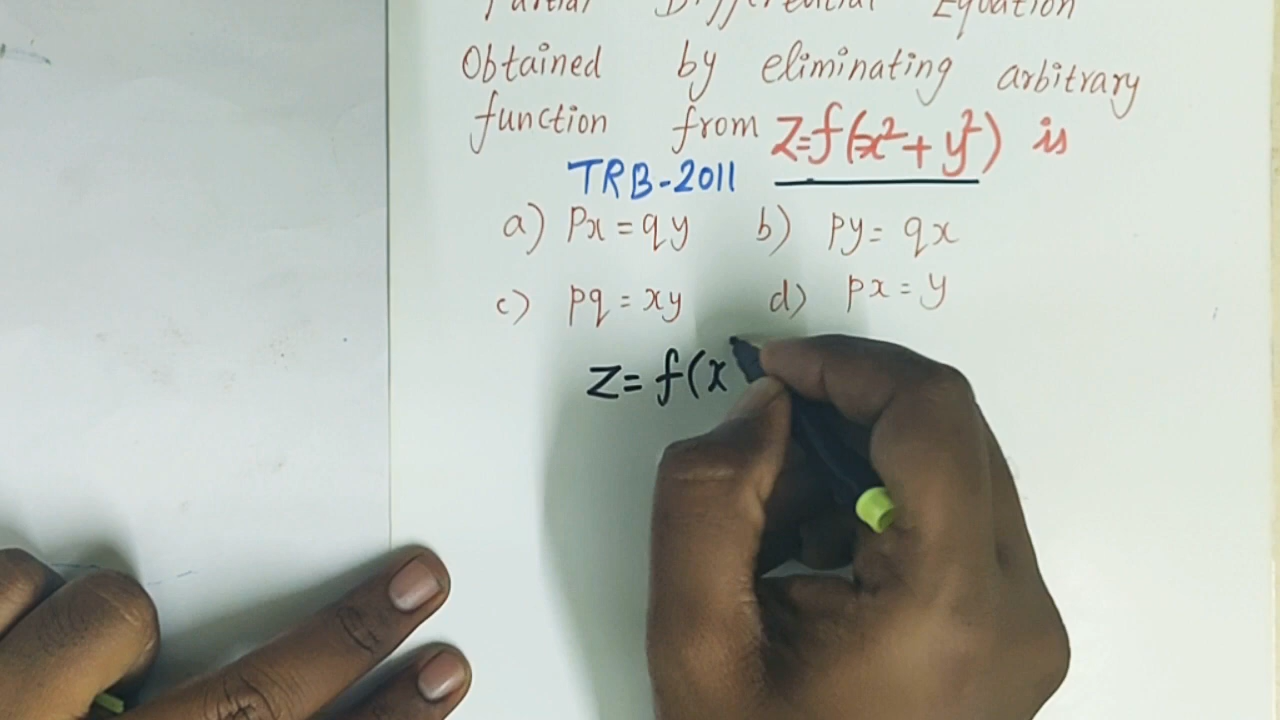 Partial Differential Equation
Obtained by eliminating arbitrary
function from z=f(x²+y²) is
TRB-2011
a) Px = qy b) py = qx
c) pq = xy d) px = y
z = f(x